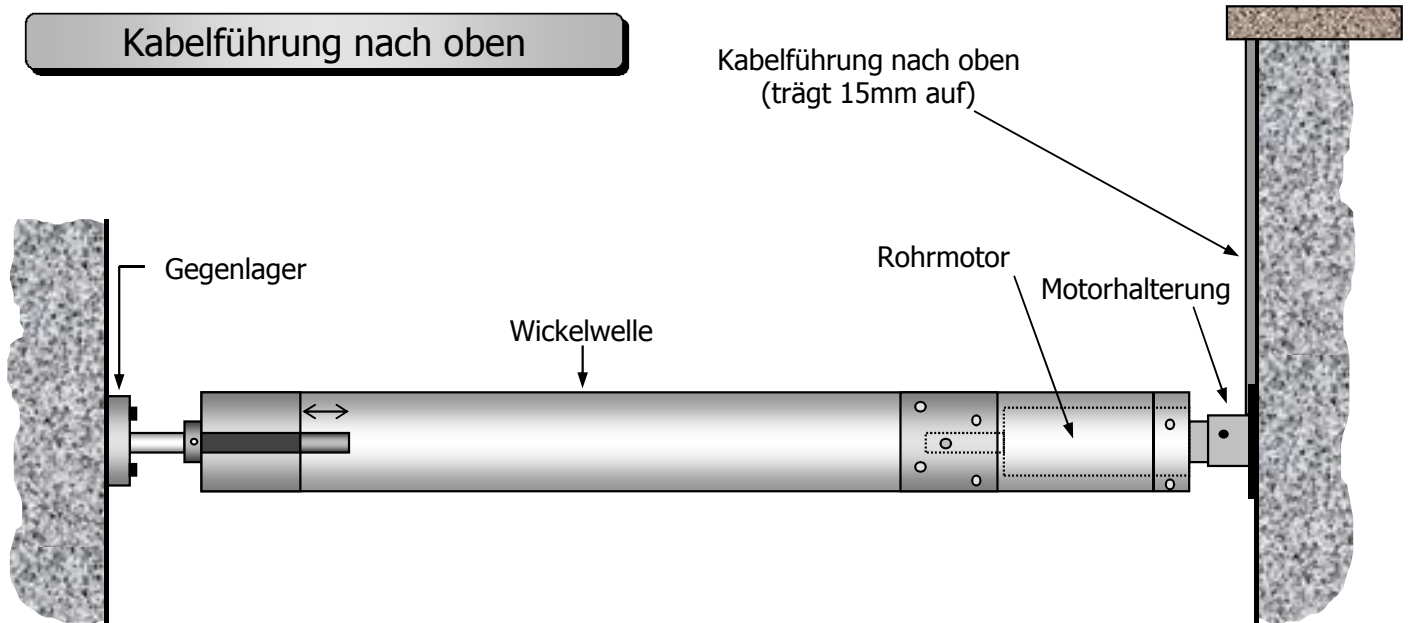 Kabelführung nach oben
Kabelführung nach oben
(trägt 15mm auf)
Gegenlager
Rohrmotor
Motorhalterung
Wickelwelle